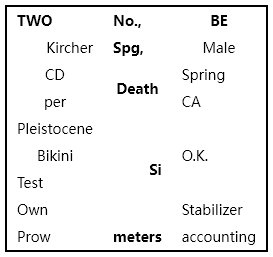 TWO No., BE
Kircher Spg, Male
CD Spring
Death
per CA
Pleistocene
Bikini O.K.
Si
Test
Own Stabilizer
Prow meters accounting